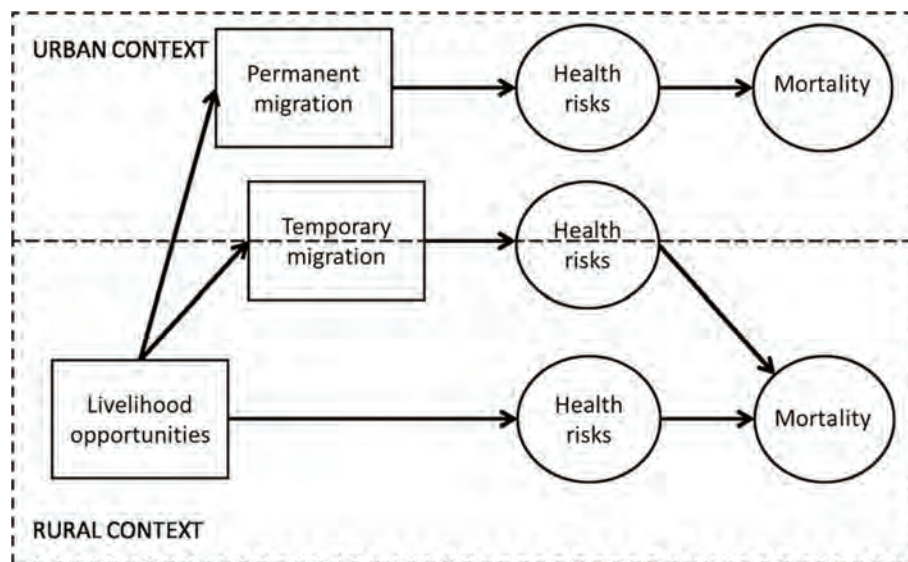 URBAN CONTEXT
Permanent
migration
Health
risks
Mortality
Temporary
migration
Health
risks
Livelihood
opportunities
Health
risks
Mortality
RURAL CONTEXT